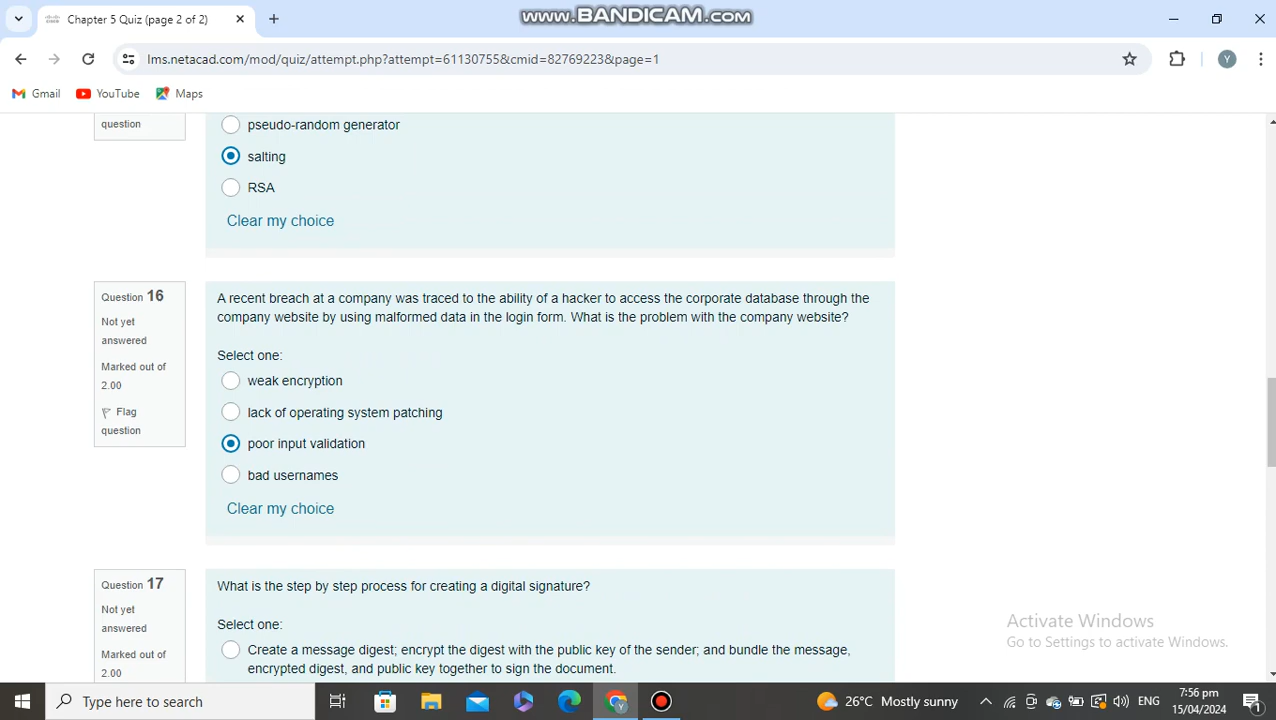 www.BANDICAM.com
Chapter 5 Quiz (page 2 of 2)
lms.netacad.com/mod/quiz/attempt.php?attempt=61130755&cmid=82769223&page=1
Y
Gmail
YouTube
Maps
question
pseudo-random generator
salting
RSA
Clear my choice
Question 16
Not yet
answered
Marked out of
2.00
Flag
question
A recent breach at a company was traced to the ability of a hacker to access the corporate database through the
company website by using malformed data in the login form. What is the problem with the company website?
Select one:
weak encryption
lack of operating system patching
poor input validation
bad usernames
Clear my choice
Question 17
Not yet
answered
Marked out of
2.00
What is the step by step process for creating a digital signature?
Select one:
Create a message digest; encrypt the digest with the public key of the sender; and bundle the message,
encrypted digest, and public key together to sign the document.
Activate Windows
Go to Settings to activate Windows.
Type here to search
26°C Mostly sunny
ENG
7:56 pm
15/04/2024
1